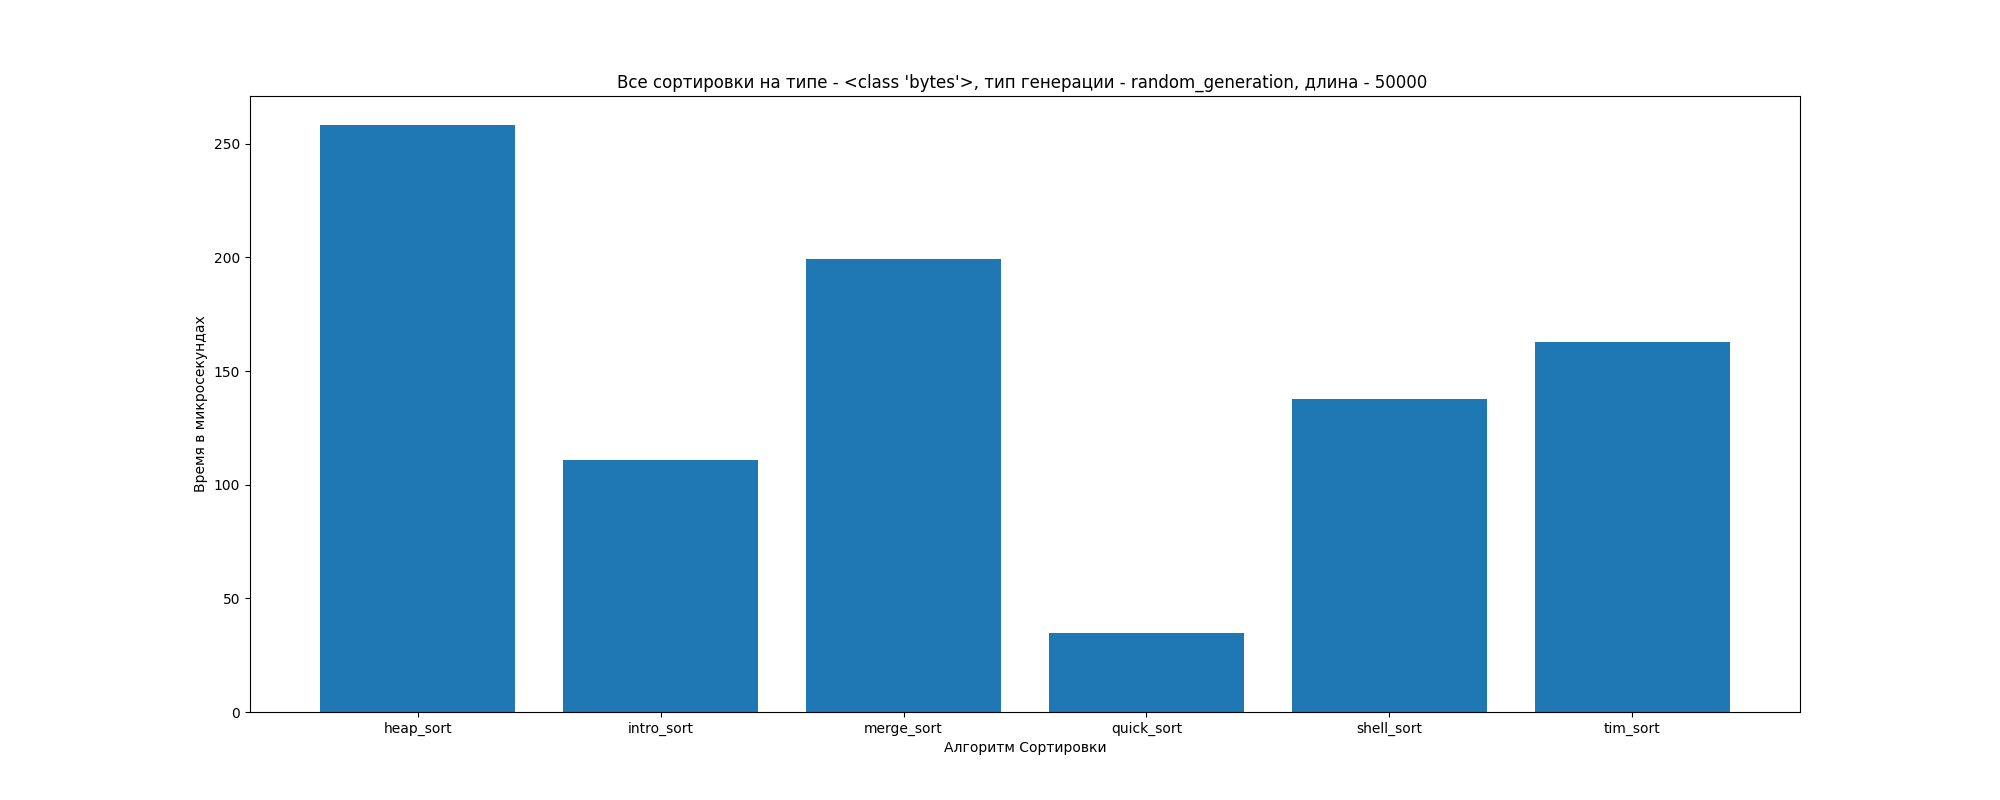 Все сортировки на типе - <class 'bytes'>, тип генерации - random_generation, длина - 50000
Время в микросекундах
250
200
150
100
50
0
heap_sort intro_sort merge_sort quick_sort shell_sort tim_sort
Алгоритм Сортировки